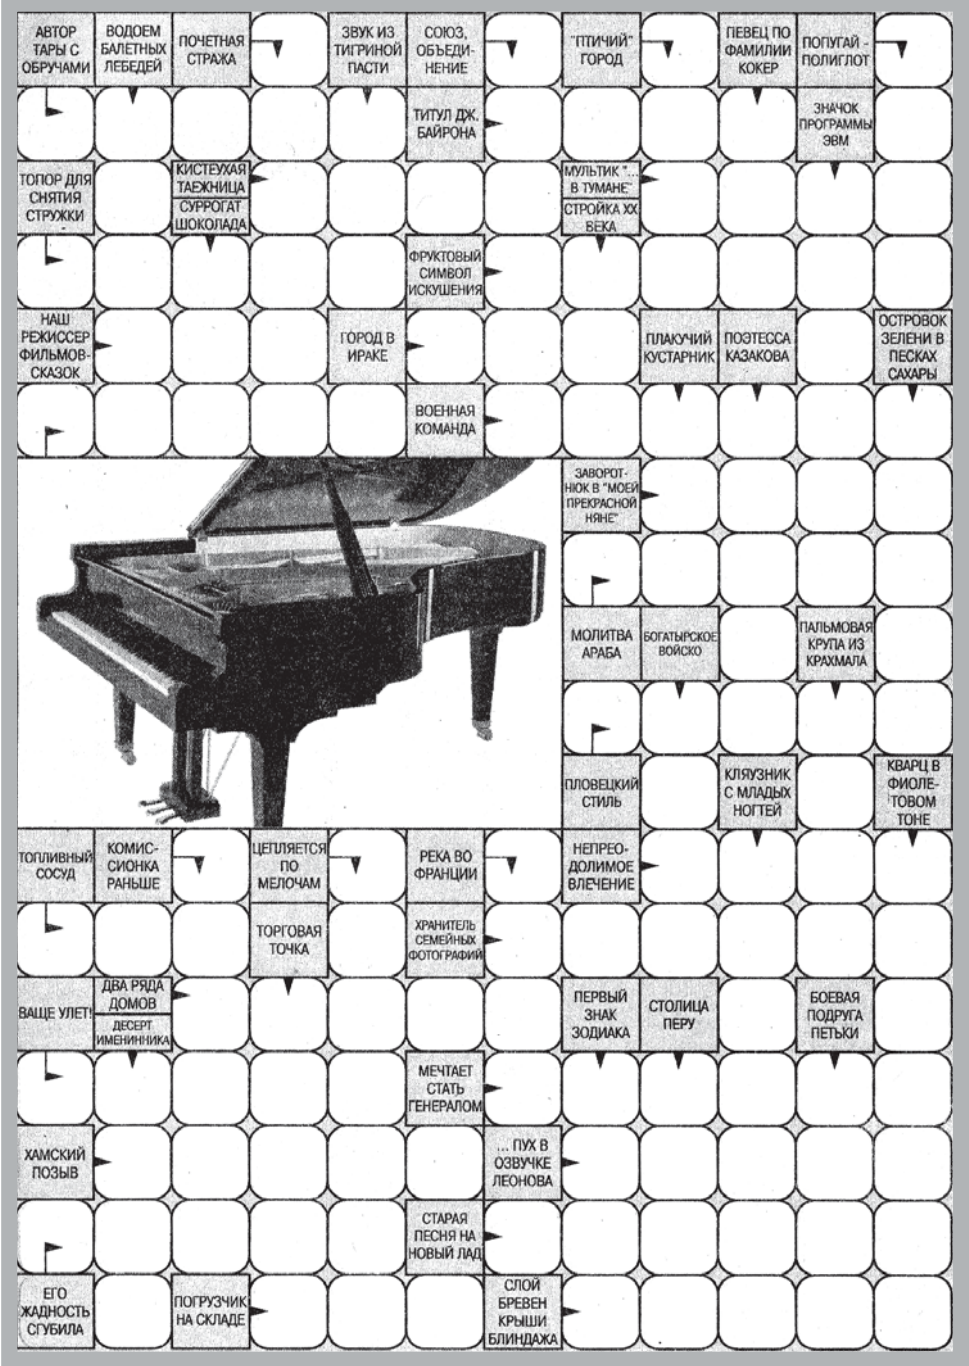 АВТОР
ТАРЫ С
ОБРУЧАМИ
ВОДОЕМ
БАЛЕТНЫХ
ЛЕБЕДЕЙ
ПОЧЕТНАЯ
СТРАЖА
ЗВУК ИЗ
ТИГРИНОЙ
ПАСТИ
СОЮЗ,
ОБЪЕДИ-
НЕНИЕ
"ПТИЧИЙ"
ГОРОД
ПЕВЕЦ ПО
ФАМИЛИИ
КОКЕР
ПОПУГАЙ -
ПОЛИГЛОТ
ТИТУЛ ДЖ.
БАЙРОНА
ЗНАЧОК
ПРОГРАММЫ
ЭВМ
ТОПОР ДЛЯ
СНЯТИЯ
СТРУЖКИ
КИСТЕУХАЯ
ТАЕЖНИЦА
СУРРОГАТ
ШОКОЛАДА
МУЛЬТИК "...
В ТУМАНЕ"
СТРОЙКА ХХ
ВЕКА
ФРУКТОВЫЙ
СИМВОЛ
ИСКУШЕНИЯ
НАШ
РЕЖИССЕР
ФИЛЬМОВ-
СКАЗОК
ГОРОД В
ИРАКЕ
ПЛАКУЧИЙ
КУСТАРНИК
ПОЭТЕССА
КАЗАКОВА
ОСТРОВОК
ЗЕЛЕНИ В
ПЕСКАХ
САХАРЫ
ВОЕННАЯ
КОМАНДА
ЗАВОРОТ-
НЮК В "МОЕЙ
ПРЕКРАСНОЙ
НЯНЕ"
МОЛИТВА
АРАБА
БОГАТЫРСКОЕ
ВОЙСКО
ПАЛЬМОВАЯ
КРУПА ИЗ
КРАХМАЛА
ПЛОВЕЦКИЙ
СТИЛЬ
КЛЯУЗНИК
С МЛАДЫХ
НОГТЕЙ
КВАРЦ В
ФИОЛЕ-
ТОВОМ
ТОНЕ
ТОПЛИВНЫЙ
СОСУД
КОМИС-
СИОНКА
РАНЬШЕ
ЦЕПЛЯЕТСЯ
ПО
МЕЛОЧАМ
РЕКА ВО
ФРАНЦИИ
НЕПРЕО-
ДОЛИМОЕ
ВЛЕЧЕНИЕ
ТОРГОВАЯ
ТОЧКА
ХРАНИТЕЛЬ
СЕМЕЙНЫХ
ФОТОГРАФИЙ
ВАЩЕ УЛЕТ!
ДВА РЯДА
ДОМОВ
ДЕСЕРТ
ИМЕНИННИКА
ПЕРВЫЙ
ЗНАК
ЗОДИАКА
СТОЛИЦА
ПЕРУ
БОЕВАЯ
ПОДРУГА
ПЕТЬКИ
МЕЧТАЕТ
СТАТЬ
ГЕНЕРАЛОМ
ХАМСКИЙ
ПОЗЫВ
... ПУХ В
ОЗВУЧКЕ
ЛЕОНОВА
СТАРАЯ
ПЕСНЯ НА
НОВЫЙ ЛАД
ЕГО
ЖАДНОСТЬ
СГУБИЛА
ПОГРУЗЧИК
НА СКЛАДЕ
СЛОЙ
БРЕВЕН
КРЫШИ
БЛИНДАЖА